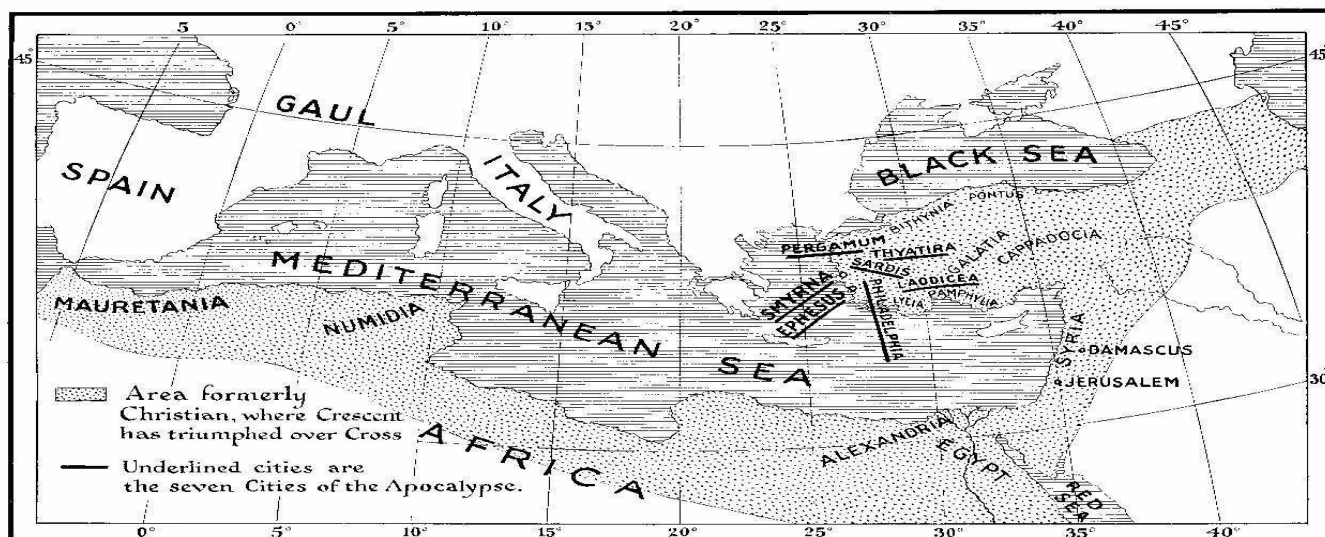 5 0° 5° 10° 15° 20° 25° 30° 35° 40° 45°
45° 45°
GAUL
SPAIN
ITALY
BLACK SEA
PONTUS
BITHYNIA
PERGAMUM
THYATIRA
GALATIA
CAPPADOCIA
SARDIS
LAODICEA
MEDITERRANEAN SEA
SMYRNA
EPHESUS
PHILADELPHIA
LYCIA
PAMPHYLIA
MAURETANIA
NUMIDIA
SYRIA
DAMASCUS
JERUSALEM
30°
Area formerly
Christian, where Crescent
has triumphed over Cross
AFRICA
ALEXANDRIA
EGYPT
RED
SEA
Underlined cities are
the seven Cities of the Apocalypse.
0° 5° 10° 15° 20° 25° 30° 35° 40°